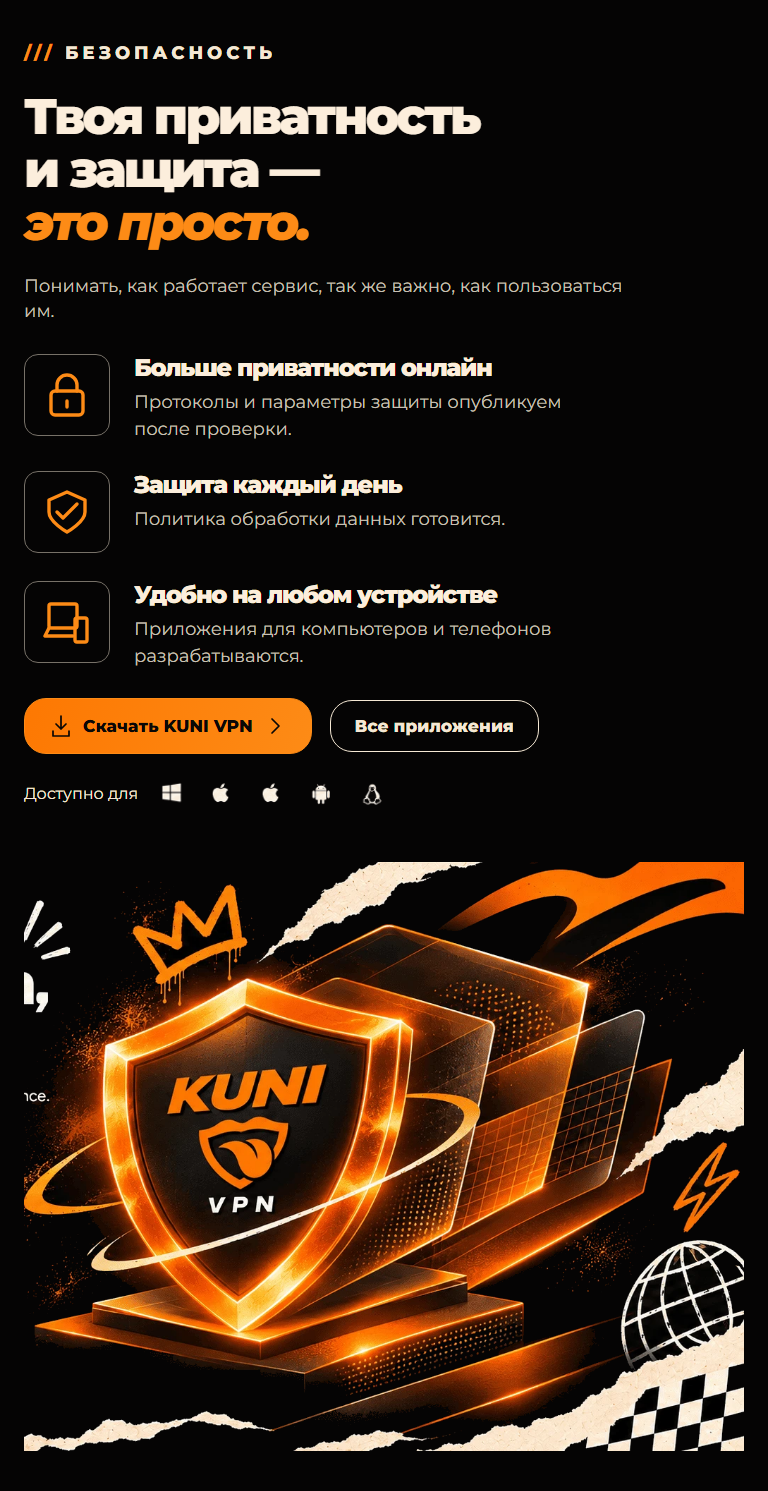 /// БЕЗОПАСНОСТЬ
Твоя приватность
и защита —
это просто.
Понимать, как работает сервис, так же важно, как пользоваться
им.
Больше приватности онлайн
Протоколы и параметры защиты опубликуем
после проверки.
Защита каждый день
Политика обработки данных готовится.
Удобно на любом устройстве
Приложения для компьютеров и телефонов
разрабатываются.
Скачать KUNI VPN
Все приложения
Доступно для
KUNI
VPN